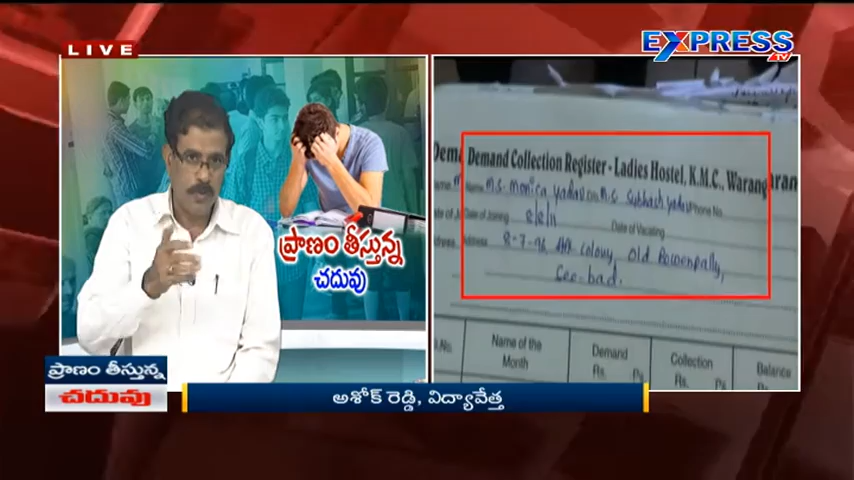 LIVE
EXPRESS
TV
ప్రాణం తీస్తున్న
చదువు
Demand Collection Register - Ladies Hostel, K.M.C., Warangal
Name M.S. Monica yadav M.S. Subhash yadav Phone No.
Date of Joining Date of Vacating
Address 8-7-96, Colony, Old Bowenpally,
Sec-bad.
Name of the
Month
Demand
Rs. Ps
Collection
Rs. Ps
Balance
Rs.
ప్రాణం తీస్తున్న
చదువు
అశోక్ రెడ్డి, విద్యావేత్త